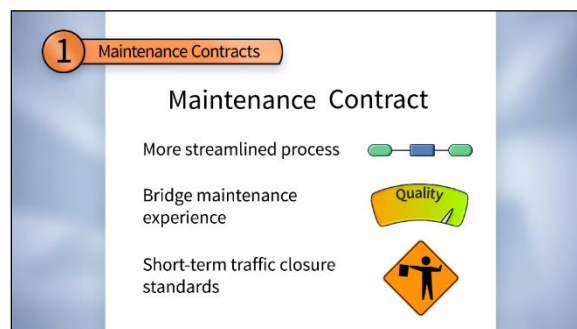 1 Maintenance Contracts
Maintenance Contract
More streamlined process
Bridge maintenance
experience
Quality
Short-term traffic closure
standards